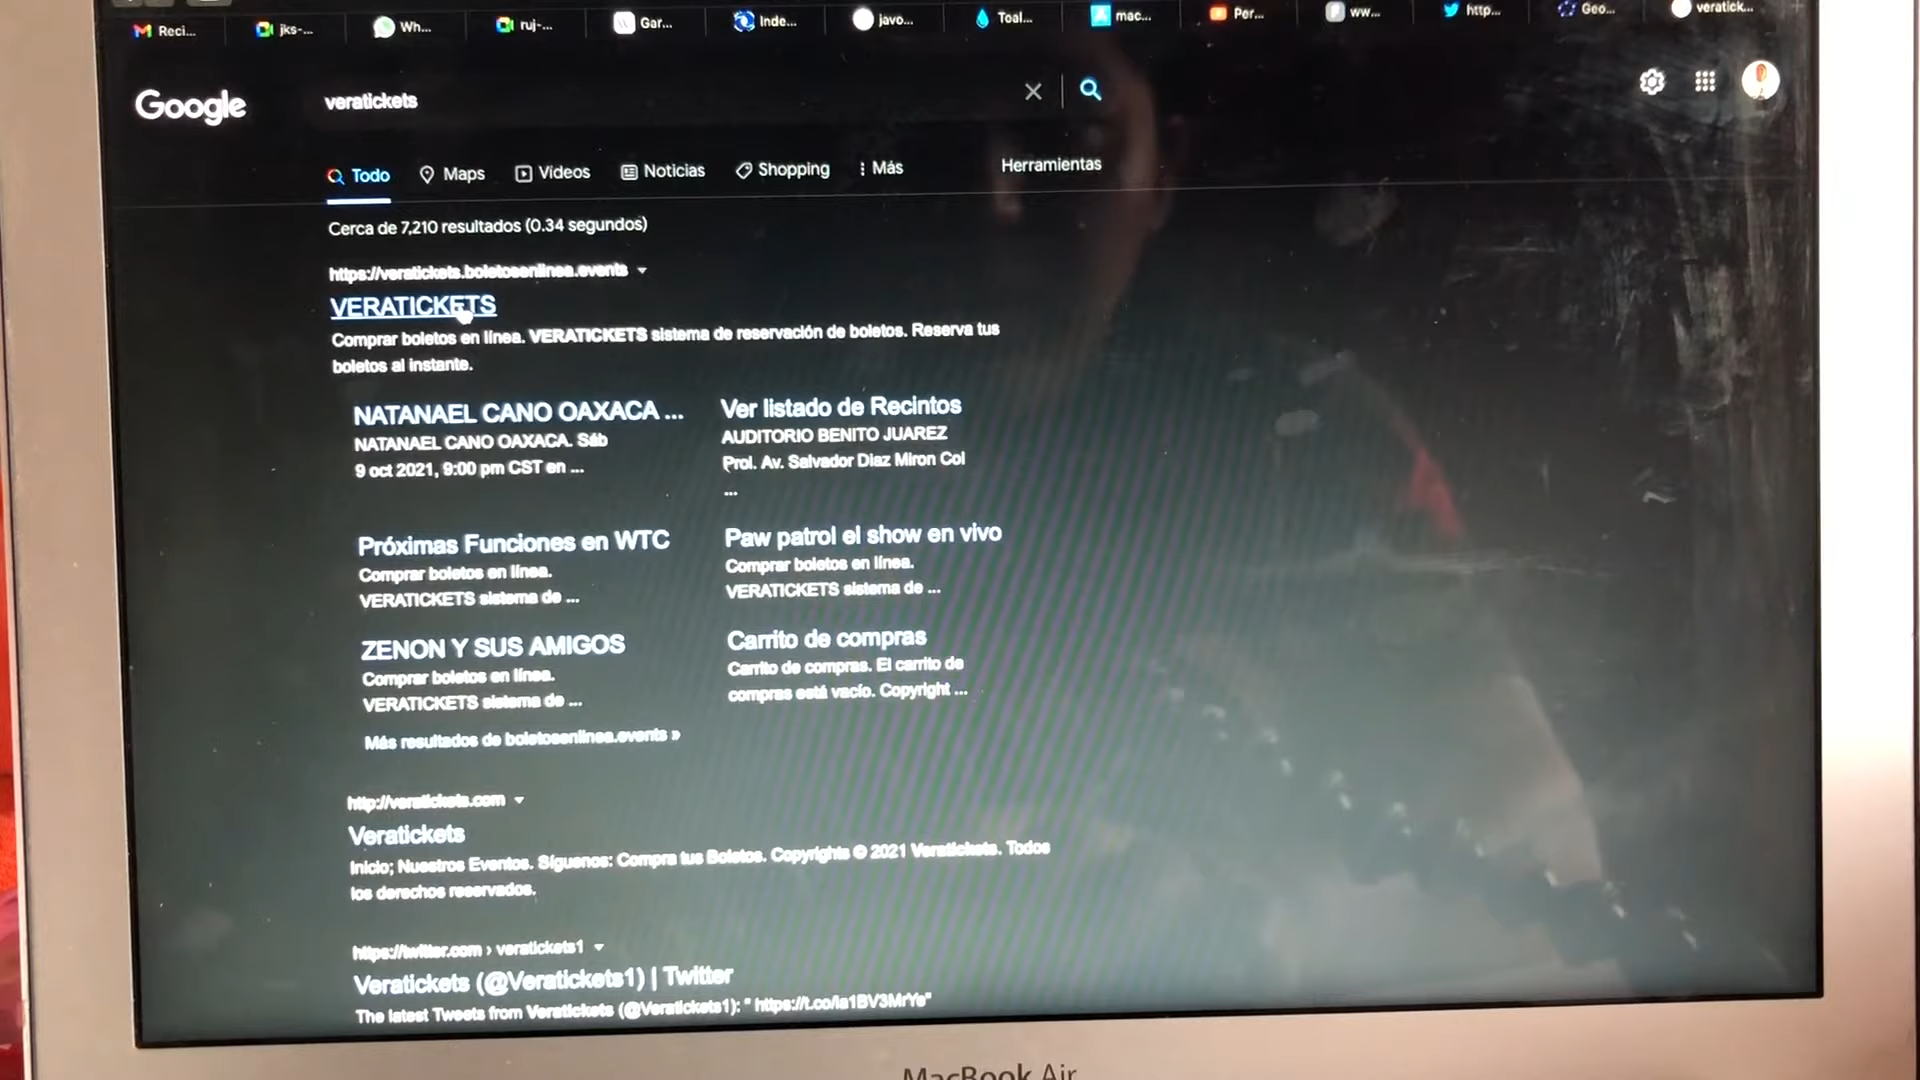 Reci...
jks-...
Wh...
ruj-...
Gar...
Inde...
javo...
Toal...
mac...
Per...
ww...
http...
Geo...
veratick...
Google
veratickets
Todo
Maps
Videos
Noticias
Shopping
Más
Herramientas
Cerca de 7,210 resultados (0.34 segundos)
https://veratickets.boletosenlinea.events
VERATICKETS
Comprar boletos en línea. VERATICKETS sistema de reservación de boletos. Reserva tus
boletos al instante.
NATANAEL CANO OAXACA ...
NATANAEL CANO OAXACA. Sáb
9 oct 2021, 9:00 pm CST en ...
Ver listado de Recintos
AUDITORIO BENITO JUAREZ
Prol. Av. Salvador Diaz Miron Col
...
Próximas Funciones en WTC
Comprar boletos en línea.
VERATICKETS sistema de ...
Paw patrol el show en vivo
Comprar boletos en línea.
VERATICKETS sistema de ...
ZENON Y SUS AMIGOS
Comprar boletos en línea.
VERATICKETS sistema de ...
Carrito de compras
Carrito de compras. El carrito de
compras está vacío. Copyright ...
Más resultados de boletosenlinea.events »
http://veratickets.com
Veratickets
Inicio; Nuestros Eventos. Síguenos: Compra tus Boletos. Copyrights © 2021 Veratickets. Todos
los derechos reservados.
https://twitter.com › veratickets1
Veratickets (@Veratickets1) | Twitter
The latest Tweets from Veratickets (@Veratickets1): " https://t.co/la1BV3MrYe"
MacBook Air